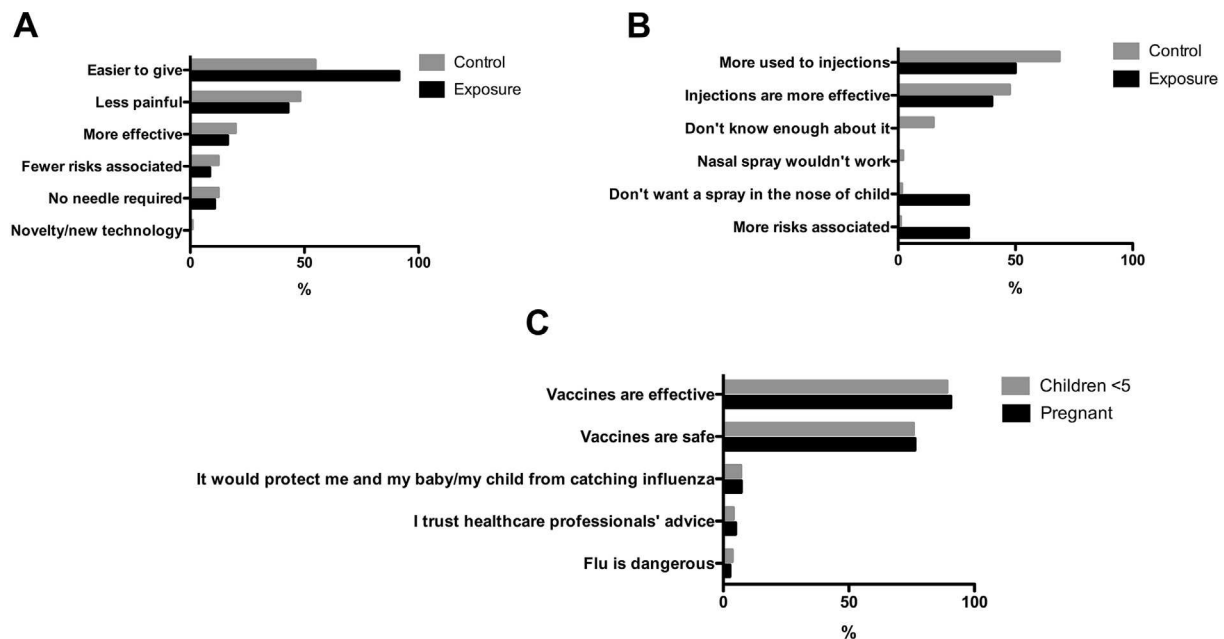 A
Easier to give
Less painful
More effective
Fewer risks associated
No needle required
Novelty/new technology
0
50
100
%
Control
Exposure
B
More used to injections
Injections are more effective
Don't know enough about it
Nasal spray wouldn't work
Don't want a spray in the nose of child
More risks associated
0
50
100
%
Control
Exposure
C
Vaccines are effective
Vaccines are safe
It would protect me and my baby/my child from catching influenza
I trust healthcare professionals' advice
Flu is dangerous
0
50
100
%
Children <5
Pregnant